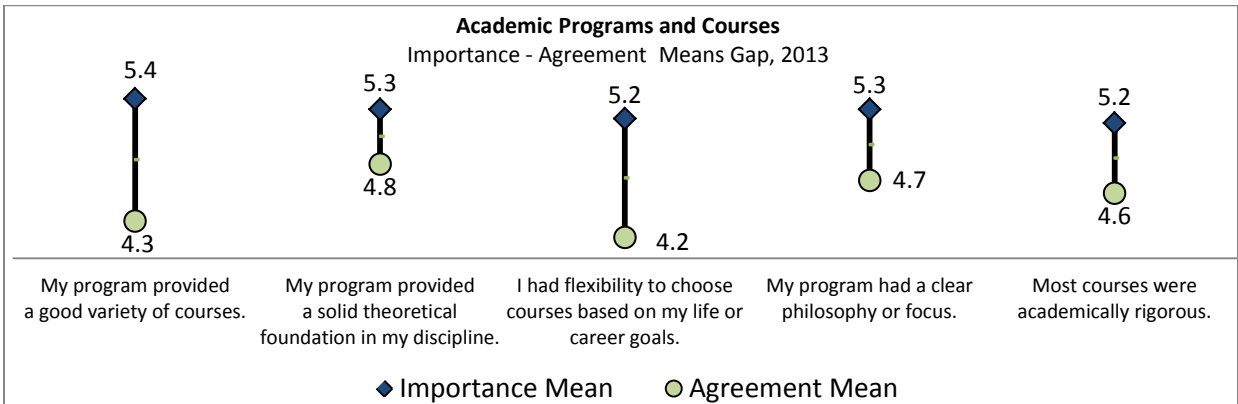 Academic Programs and Courses
Importance - Agreement Means Gap, 2013
5.4
5.3
5.2
5.3
5.2
4.3
4.8
4.2
4.7
4.6
My program provided
a good variety of courses.
My program provided
a solid theoretical
foundation in my discipline.
I had flexibility to choose
courses based on my life or
career goals.
My program had a clear
philosophy or focus.
Most courses were
academically rigorous.
Importance Mean
Agreement Mean